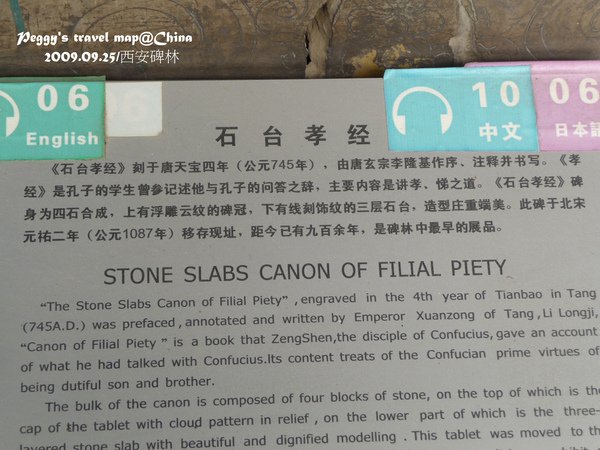 Peggy's travel map@China
2009.09.25/西安碑林
06
English
10
中文
06
日本語
石台孝经
《石台孝经》刻于唐天宝四年（公元745年），由唐玄宗李隆基作序、注释并书写。《孝
经》是孔子的学生曾参记述他与孔子的问答之辞，主要内容是讲孝、悌之道。《石台孝经》碑
身为四石合成，上有浮雕云纹的碑冠，下有线刻饰纹的三层石台，造型庄重端美。此碑于北宋
元祐二年（公元1087年）移存现址，距今已有九百余年，是碑林中最早的展品。
STONE SLABS CANON OF FILIAL PIETY
"The Stone Slabs Canon of Filial Piety" , engraved in the 4th year of Tianbao in Tang
(745A.D.) was prefaced, annotated and written by Emperor Xuanzong of Tang, Li Longji,
"Canon of Filial Piety " is a book that ZengShen,the disciple of Confucius, gave an account
of what he had talked with Confucius.Its content treats of the Confucian prime virtues of
being dutiful son and brother.
The bulk of the canon is composed of four blocks of stone, on the top of which is the
cap of the tablet with cloud pattern in relief , on the lower part of which is the three-
layered stone slab with beautiful and dignified modelling . This tablet was moved to the